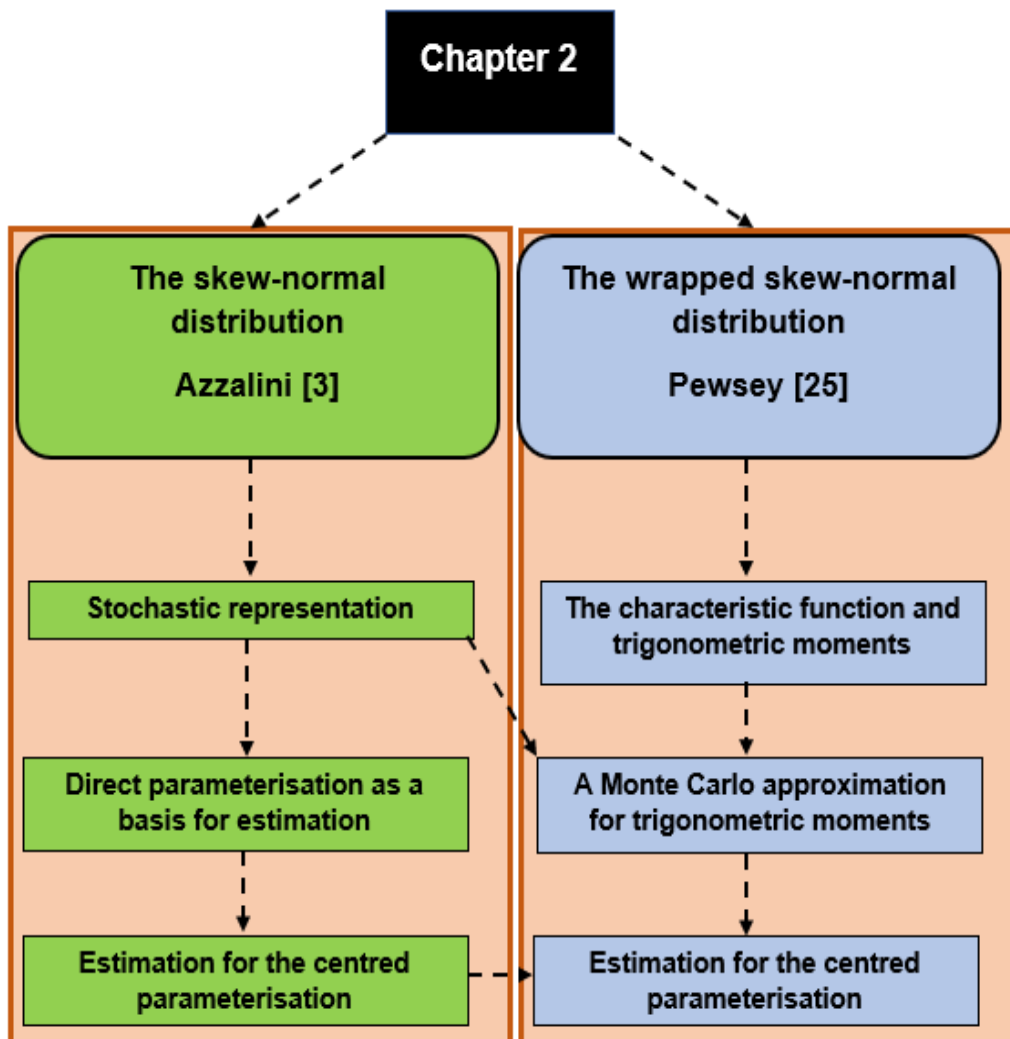 Chapter 2
The skew-normal
distribution
Azzalini [3]
Stochastic representation
Direct parameterisation as a
basis for estimation
Estimation for the centred
parameterisation
The wrapped skew-normal
distribution
Pewsey [25]
The characteristic function and
trigonometric moments
A Monte Carlo approximation
for trigonometric moments
Estimation for the centred
parameterisation